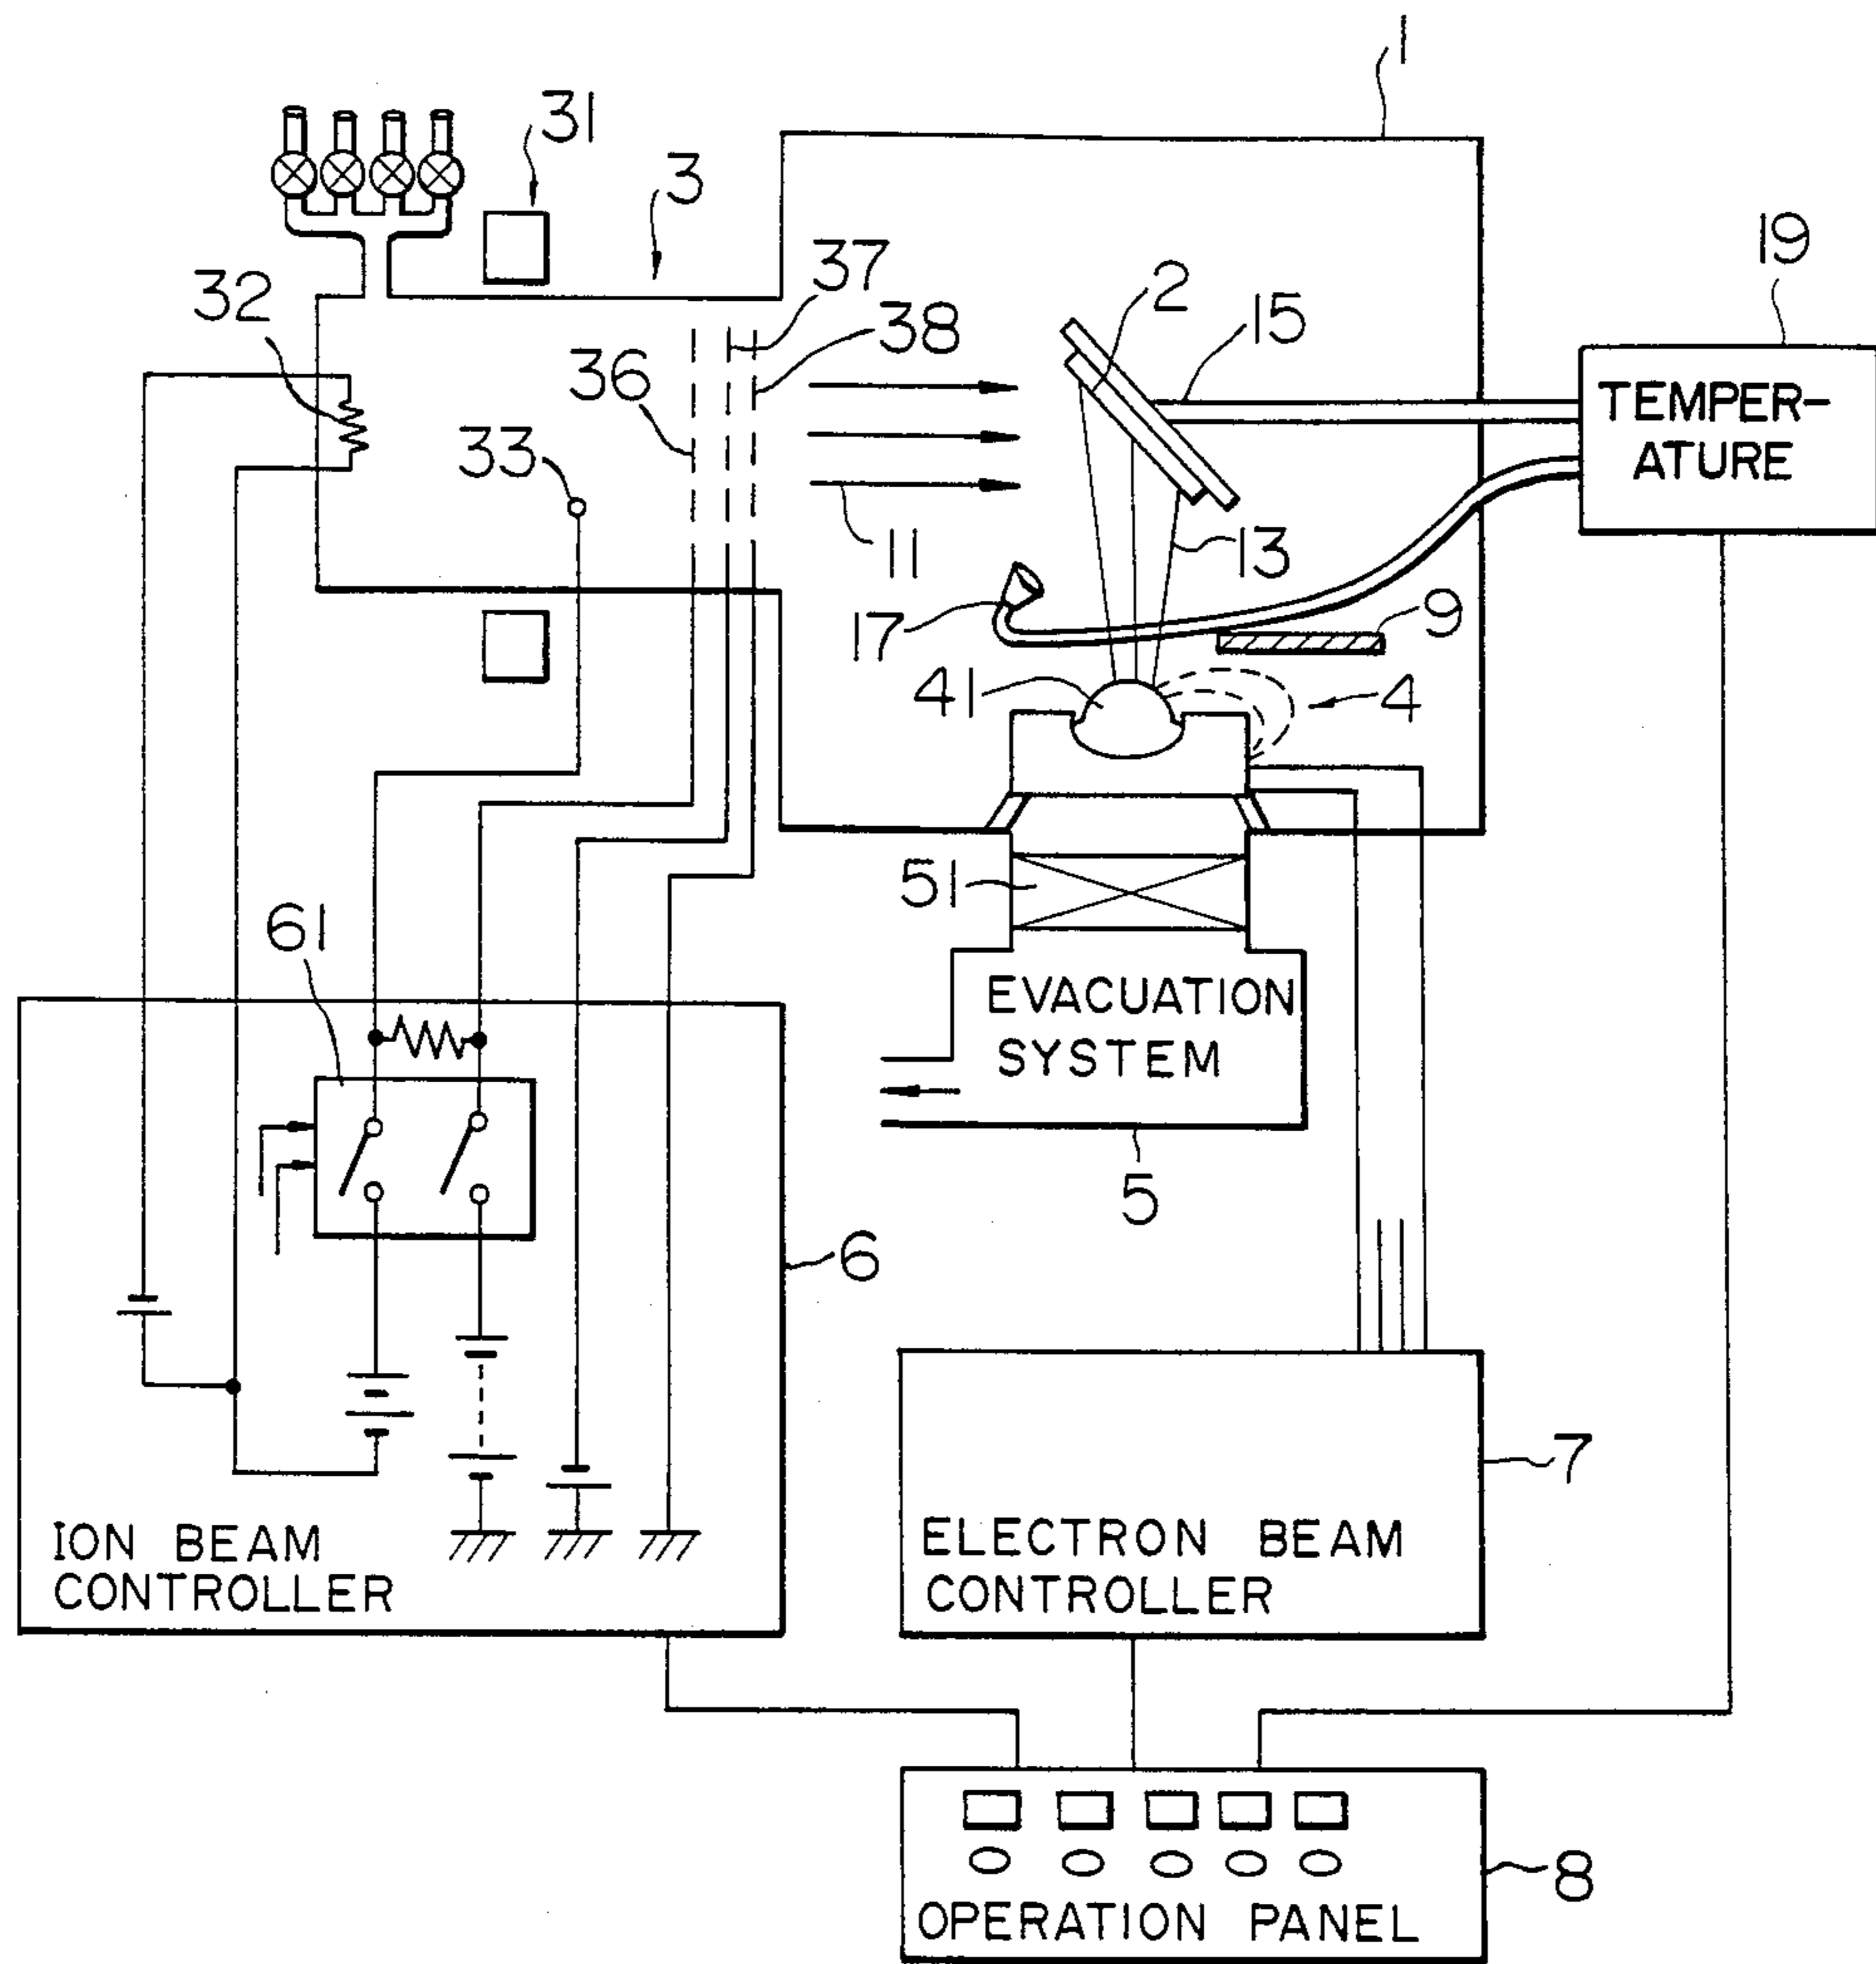 1
31
3
19
37
2
15
32
38
36
TEMPER-
ATURE
33
11
13
17
9
41
4
51
61
EVACUATION
SYSTEM
5
6
7
ION BEAM
CONTROLLER
ELECTRON BEAM
CONTROLLER
8
OPERATION PANEL